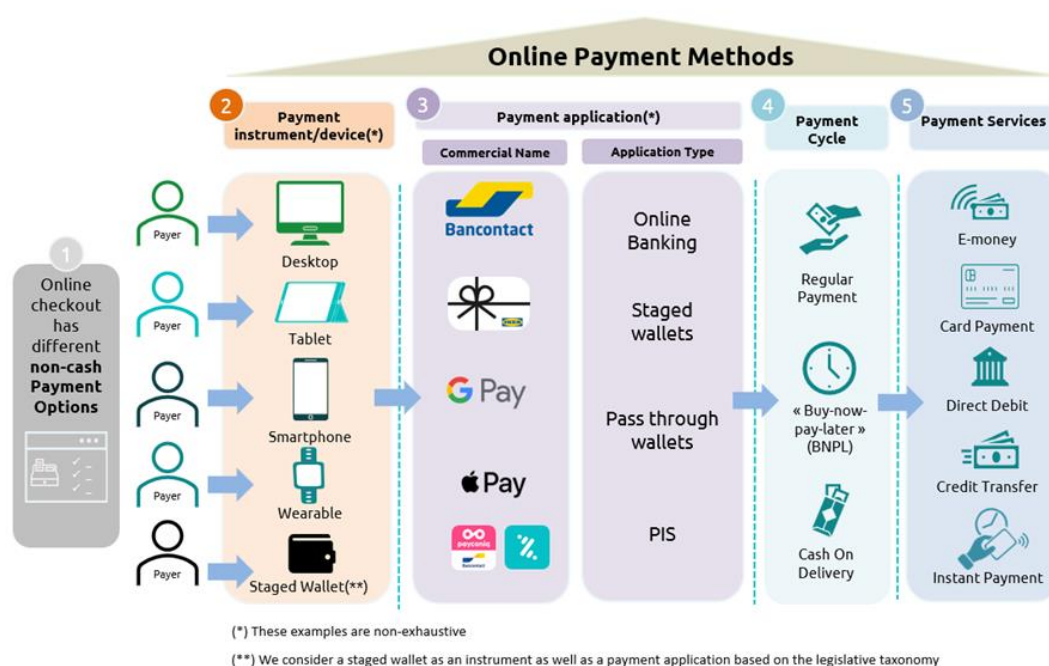 Online Payment Methods
1
Online
checkout
has
different
non-cash
Payment
Options
2
Payment
instrument/device(*)
3
Payment application(*)
Commercial Name
Application Type
4
Payment
Cycle
5
Payment Services
Payer
Payer
Payer
Payer
Payer
Desktop
Tablet
Smartphone
Wearable
Staged Wallet(**)
Bancontact
IKEA
G Pay
Pay
payconiq
Bancontact
Online
Banking
Staged
wallets
Pass through
wallets
PIS
Regular
Payment
« Buy-now-
pay-later »
(BNPL)
Cash On
Delivery
E-money
Card Payment
Direct Debit
Credit Transfer
Instant Payment
(*) These examples are non-exhaustive
(**) We consider a staged wallet as an instrument as well as a payment application based on the legislative taxonomy